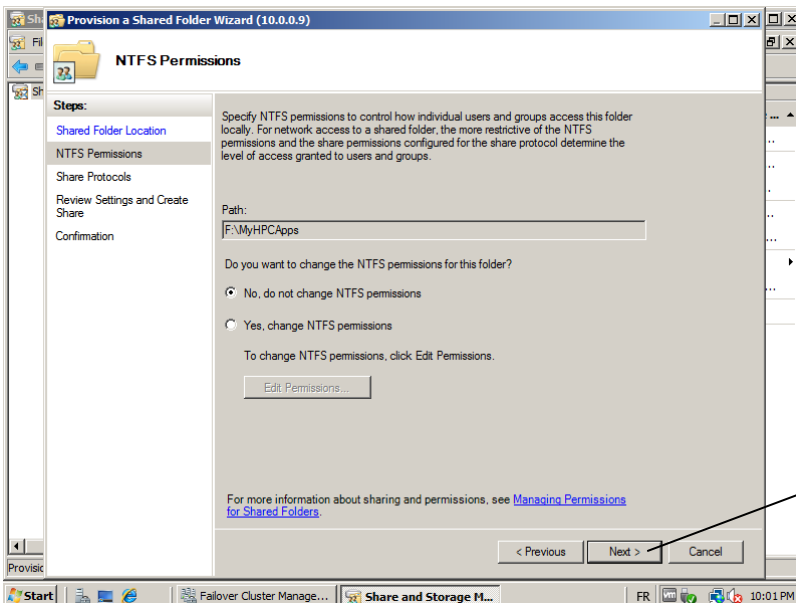 Sh
Provision a Shared Folder Wizard (10.0.0.9)
Fil
NTFS Permissions
Sh
Steps:
Shared Folder Location
NTFS Permissions
Share Protocols
Review Settings and Create
Share
Confirmation
Specify NTFS permissions to control how individual users and groups access this folder
locally. For network access to a shared folder, the more restrictive of the NTFS
permissions and the share permissions configured for the share protocol determine the
level of access granted to users and groups.
Path:
F:\MyHPCApps
Do you want to change the NTFS permissions for this folder?
No, do not change NTFS permissions
Yes, change NTFS permissions
To change NTFS permissions, click Edit Permissions.
Edit Permissions...
For more information about sharing and permissions, see Managing Permissions
for Shared Folders.
< Previous
Next >
Cancel
Provisio
Start
Failover Cluster Manage...
Share and Storage M...
FR
10:01 PM